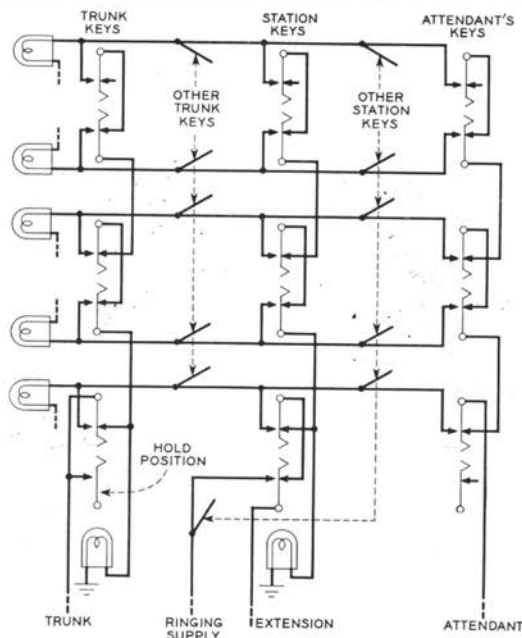 TRUNK
KEYS
STATION
KEYS
ATTENDANT'S
KEYS
OTHER
TRUNK
KEYS
OTHER
STATION
KEYS
HOLD
POSITION
TRUNK
RINGING
SUPPLY
EXTENSION
ATTENDANT